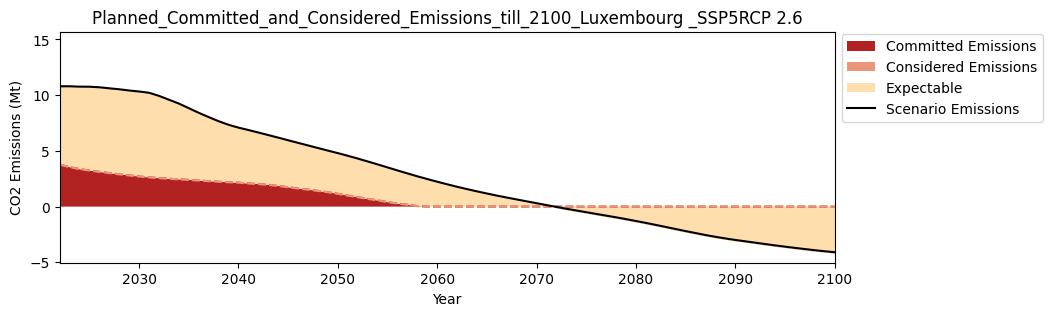 Planned_Committed_and_Considered_Emissions_till_2100_Luxembourg _SSP5RCP 2.6
CO2 Emissions (Mt)
15
10
5
0
−5
2030
2040
2050
2060
2070
2080
2090
2100
Year
Committed Emissions
Considered Emissions
Expectable
Scenario Emissions